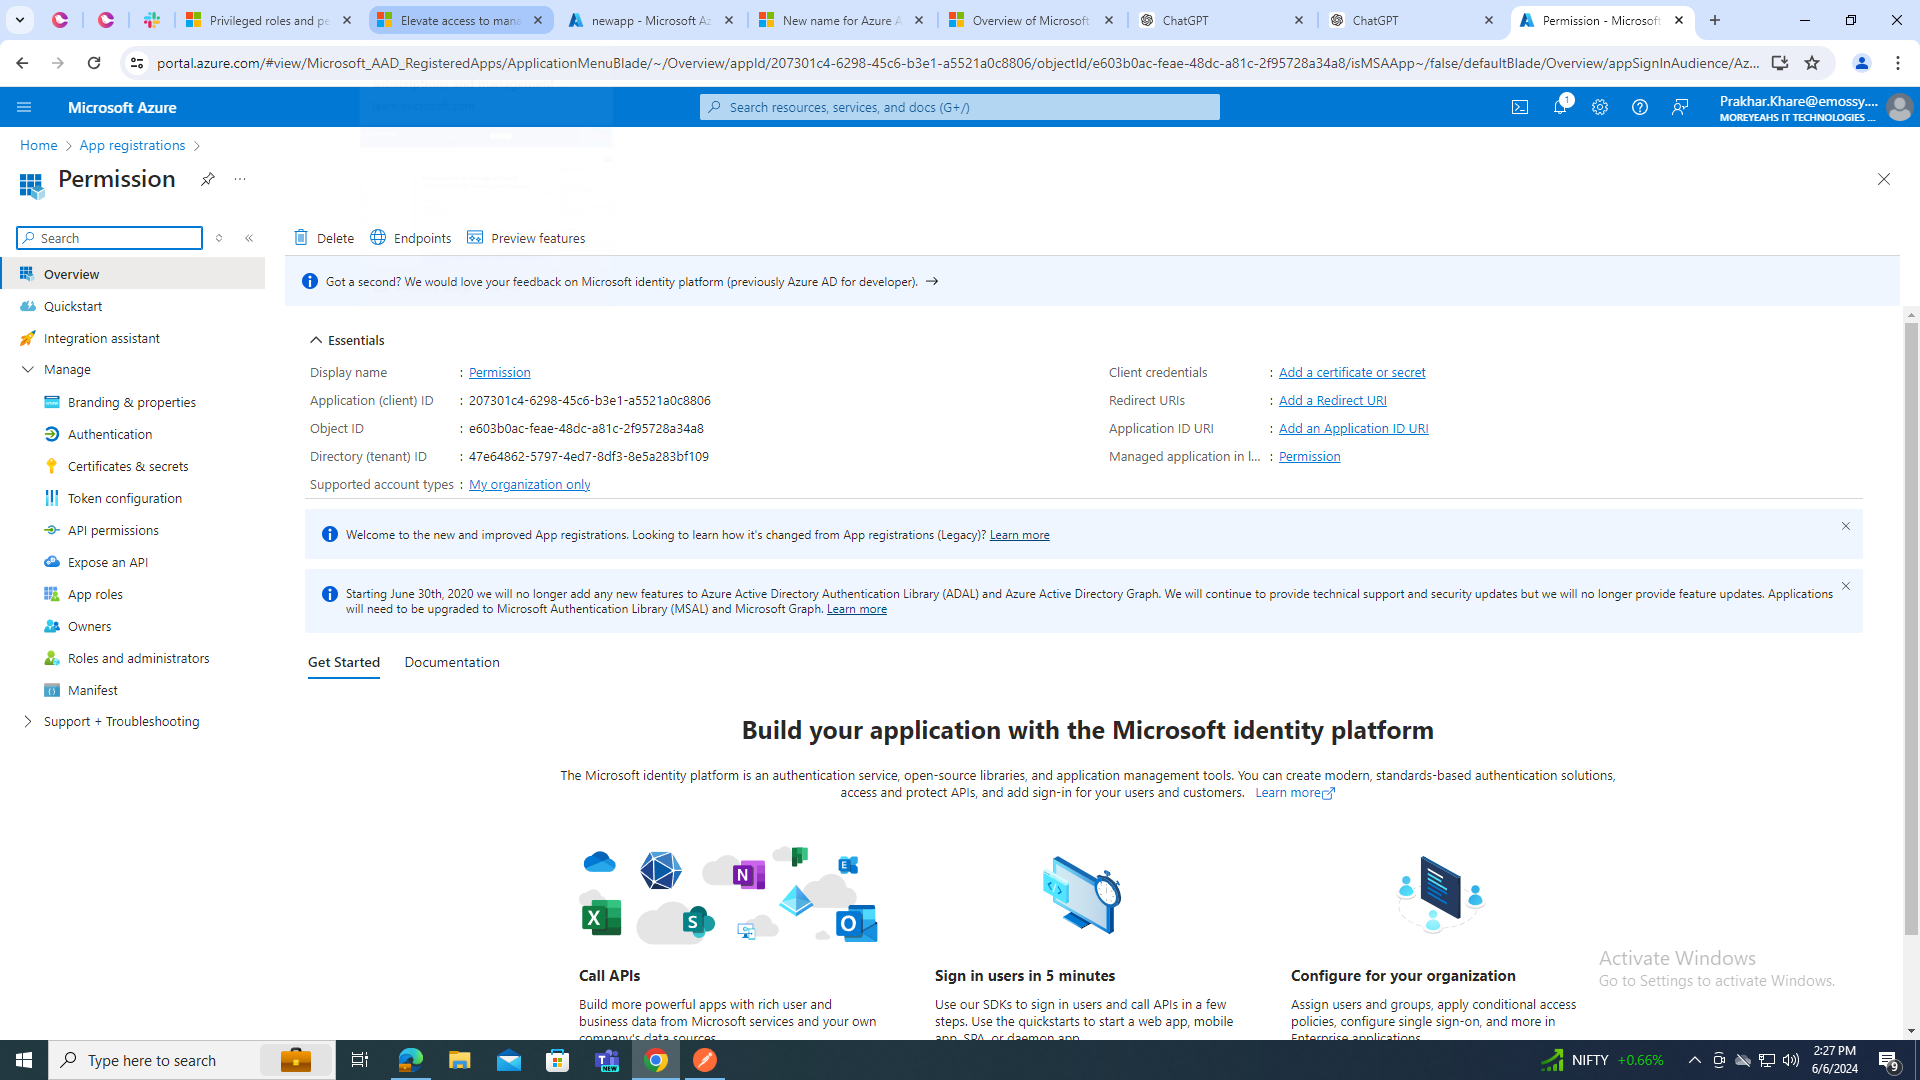 Privileged roles and pe
Elevate access to mana
newapp - Microsoft Az
New name for Azure A
Overview of Microsoft
ChatGPT
ChatGPT
Permission - Microsoft
portal.azure.com/#view/Microsoft_AAD_RegisteredApps/ApplicationMenuBlade/~/Overview/appId/207301c4-6298-45c6-b3e1-a5521a0c8806/objectId/e603b0ac-feae-48dc-a81c-2f95728a34a8/isMSAApp~/false/defaultBlade/Overview/appSignInAudience/Az...
Microsoft Azure
Search resources, services, and docs (G+/)
1
Prakhar.Khare@emossy....
MOREYEAHS IT TECHNOLOGIES ...
Home > App registrations >
Permission
...
Search
Delete
Endpoints
Preview features
Overview
Quickstart
Integration assistant
Manage
Branding & properties
Authentication
Certificates & secrets
Token configuration
API permissions
Expose an API
App roles
Owners
Roles and administrators
Manifest
Support + Troubleshooting
Got a second? We would love your feedback on Microsoft identity platform (previously Azure AD for developer). →
Essentials
Display name : Permission
Application (client) ID : 207301c4-6298-45c6-b3e1-a5521a0c8806
Object ID : e603b0ac-feae-48dc-a81c-2f95728a34a8
Directory (tenant) ID : 47e64862-5797-4ed7-8df3-8e5a283bf109
Supported account types : My organization only
Client credentials : Add a certificate or secret
Redirect URIs : Add a Redirect URI
Application ID URI : Add an Application ID URI
Managed application in l... : Permission
Welcome to the new and improved App registrations. Looking to learn how it's changed from App registrations (Legacy)? Learn more
Starting June 30th, 2020 we will no longer add any new features to Azure Active Directory Authentication Library (ADAL) and Azure Active Directory Graph. We will continue to provide technical support and security updates but we will no longer provide feature updates. Applications
will need to be upgraded to Microsoft Authentication Library (MSAL) and Microsoft Graph. Learn more
Get Started
Documentation
Build your application with the Microsoft identity platform
The Microsoft identity platform is an authentication service, open-source libraries, and application management tools. You can create modern, standards-based authentication solutions,
access and protect APIs, and add sign-in for your users and customers. Learn more
Call APIs
Build more powerful apps with rich user and
business data from Microsoft services and your own
company's data sources.
Sign in users in 5 minutes
Use our SDKs to sign in users and call APIs in a few
steps. Use the quickstarts to start a web app, mobile
app, SPA, or daemon app.
Configure for your organization
Assign users and groups, apply conditional access
policies, configure single sign-on, and more in
Enterprise applications.
Activate Windows
Go to Settings to activate Windows.
Type here to search
NIFTY +0.66%
2:27 PM
6/6/2024
9